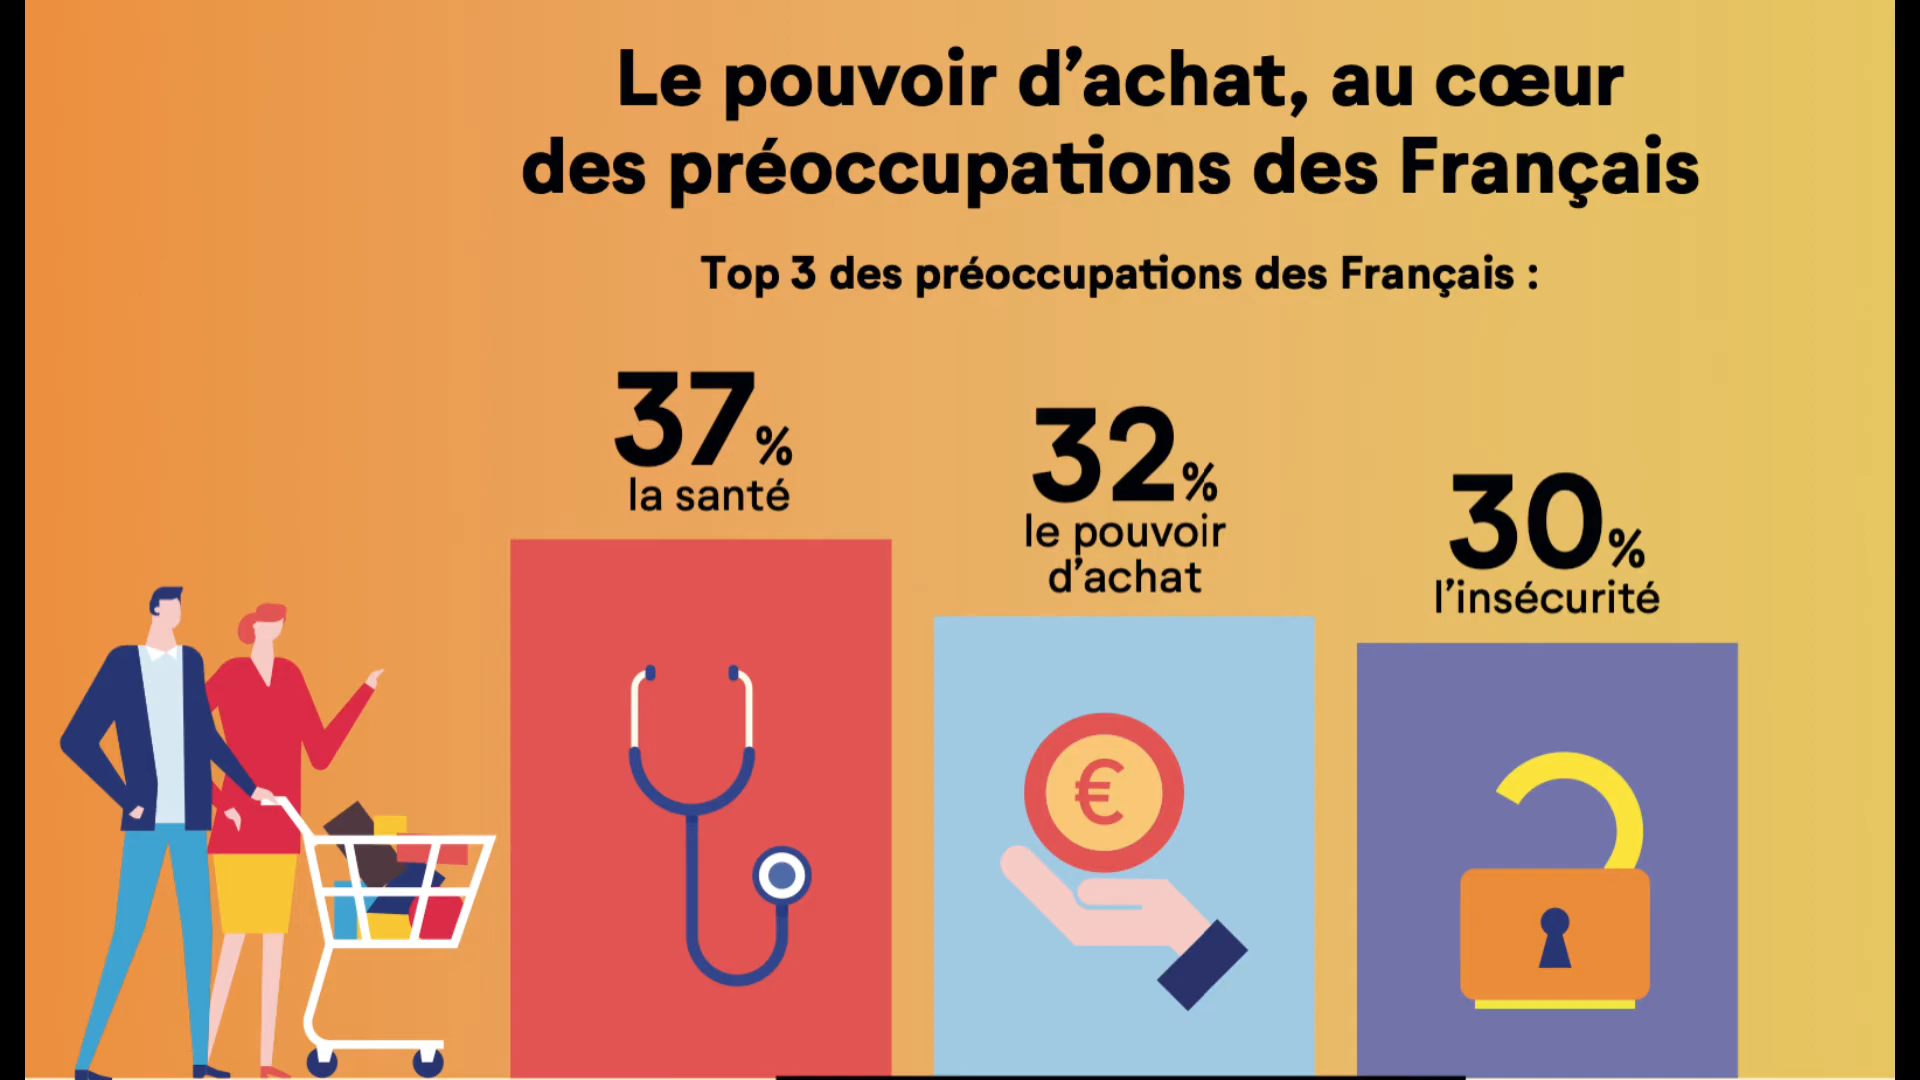 Le pouvoir d’achat, au cœur
des préoccupations des Français
Top 3 des préoccupations des Français :
37%
la santé
32%
le pouvoir
d’achat
30%
l’insécurité
€